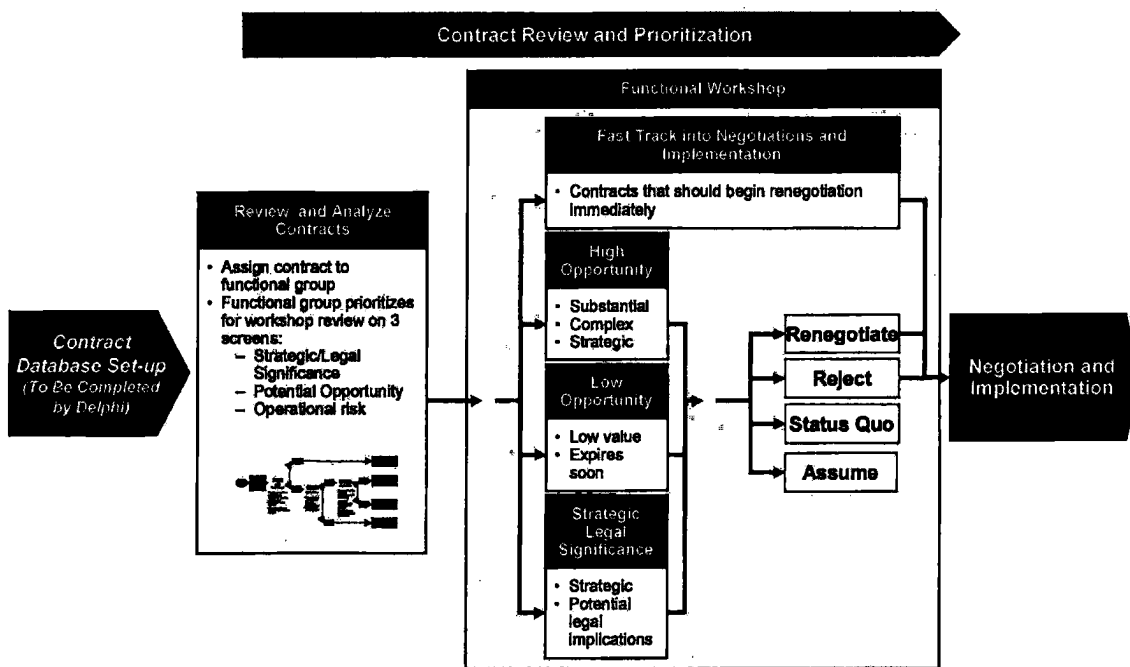 Contract Review and Prioritization
Functional Workshop
Fast Track into Negotiations and
Implementation
• Contracts that should begin renegotiation
immediately
Review and Analyze
Contracts
• Assign contract to
functional group
• Functional group prioritizes
for workshop review on 3
screens:
– Strategic/Legal
Significance
– Potential Opportunity
– Operational risk
Contract
Database Set-up
(To Be Completed
by Delphi)
High
Opportunity
• Substantial
• Complex
• Strategic
Low
Opportunity
• Low value
• Expires
soon
Strategic
Legal
Significance
• Strategic
• Potential
legal
implications
Renegotiate
Reject
Status Quo
Assume
Negotiation and
Implementation